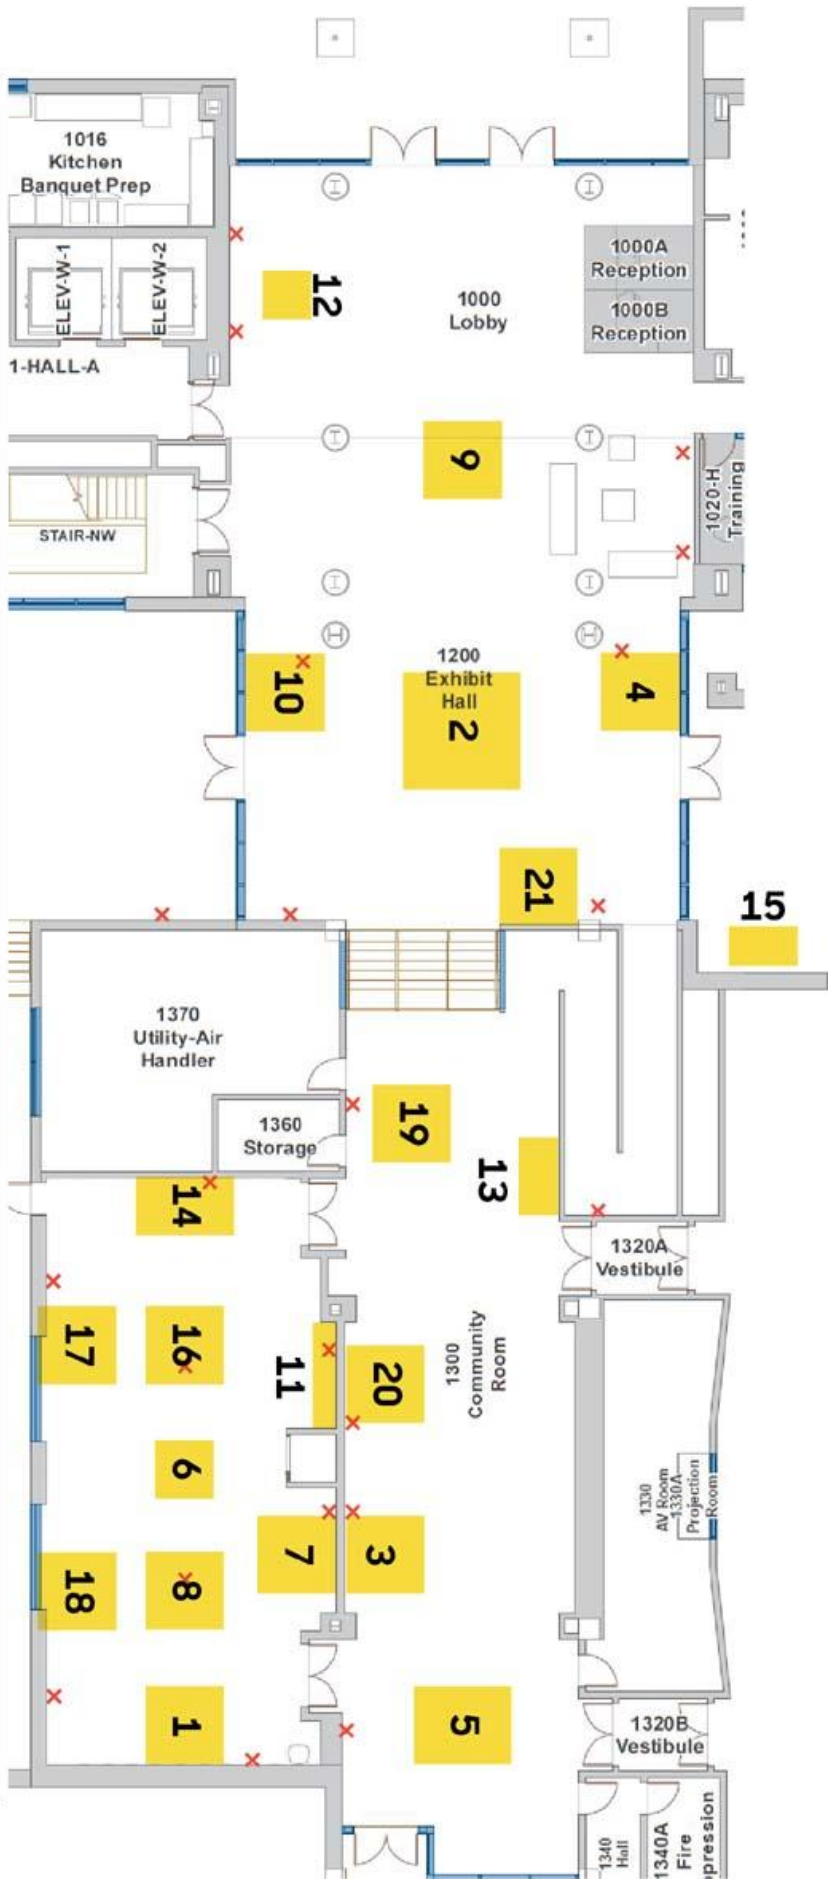 1016
Kitchen
Banquet Prep
ELEV-W-1
ELEV-W-2
12
1000
Lobby
1000A
Reception
1000B
Reception
1-HALL-A
9
1020-H
Training
STAIR-NW
10
1200
Exhibit
Hall
2
4
21
15
1370
Utility-Air
Handler
1360
Storage
19
13
14
1320A
Vestibule
17
16
11
20
1300
Community
Room
6
1330
AV Room
1330A
Projection
Room
18
8
7
3
1
5
1320B
Vestibule
1340
Hall
1340A
Fire
pression